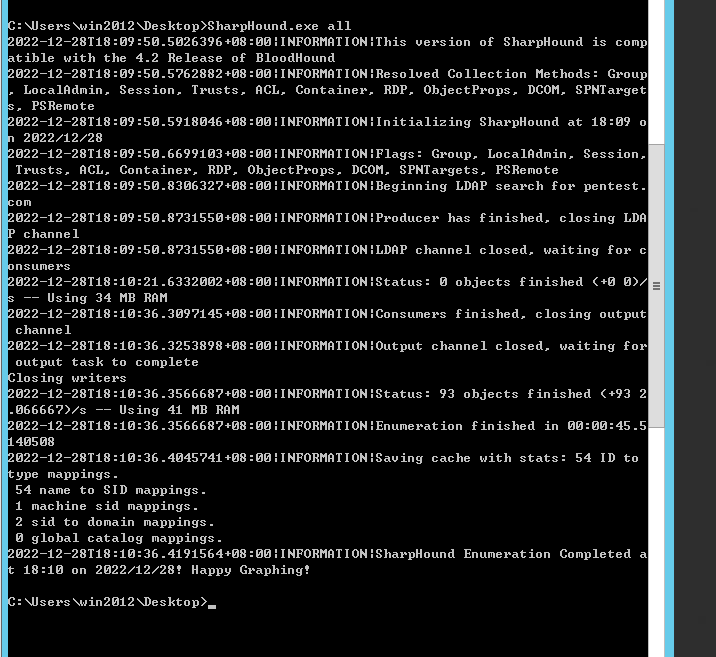 C:\Users\win2012\Desktop>SharpHound.exe all
2022-12-28T18:09:50.5026396+08:00|INFORMATION|This version of SharpHound is comp
atible with the 4.2 Release of BloodHound
2022-12-28T18:09:50.5762882+08:00|INFORMATION|Resolved Collection Methods: Group
, LocalAdmin, Session, Trusts, ACL, Container, RDP, ObjectProps, DCOM, SPNTarget
s, PSRemote
2022-12-28T18:09:50.5918046+08:00|INFORMATION|Initializing SharpHound at 18:09 o
n 2022/12/28
2022-12-28T18:09:50.6699103+08:00|INFORMATION|Flags: Group, LocalAdmin, Session,
 Trusts, ACL, Container, RDP, ObjectProps, DCOM, SPNTargets, PSRemote
2022-12-28T18:09:50.8306327+08:00|INFORMATION|Beginning LDAP search for pentest.
com
2022-12-28T18:09:50.8731550+08:00|INFORMATION|Producer has finished, closing LDA
P channel
2022-12-28T18:09:50.8731550+08:00|INFORMATION|LDAP channel closed, waiting for c
onsumers
2022-12-28T18:10:21.6332002+08:00|INFORMATION|Status: 0 objects finished (+0 0)/
s -- Using 34 MB RAM
2022-12-28T18:10:36.3097145+08:00|INFORMATION|Consumers finished, closing output
 channel
2022-12-28T18:10:36.3253898+08:00|INFORMATION|Output channel closed, waiting for
 output task to complete
Closing writers
2022-12-28T18:10:36.3566687+08:00|INFORMATION|Status: 93 objects finished (+93 2
.066667)/s -- Using 41 MB RAM
2022-12-28T18:10:36.3566687+08:00|INFORMATION|Enumeration finished in 00:00:45.5
140508
2022-12-28T18:10:36.4045741+08:00|INFORMATION|Saving cache with stats: 54 ID to
type mappings.
 54 name to SID mappings.
 1 machine sid mappings.
 2 sid to domain mappings.
 0 global catalog mappings.
2022-12-28T18:10:36.4191564+08:00|INFORMATION|SharpHound Enumeration Completed a
t 18:10 on 2022/12/28! Happy Graphing!
C:\Users\win2012\Desktop>_